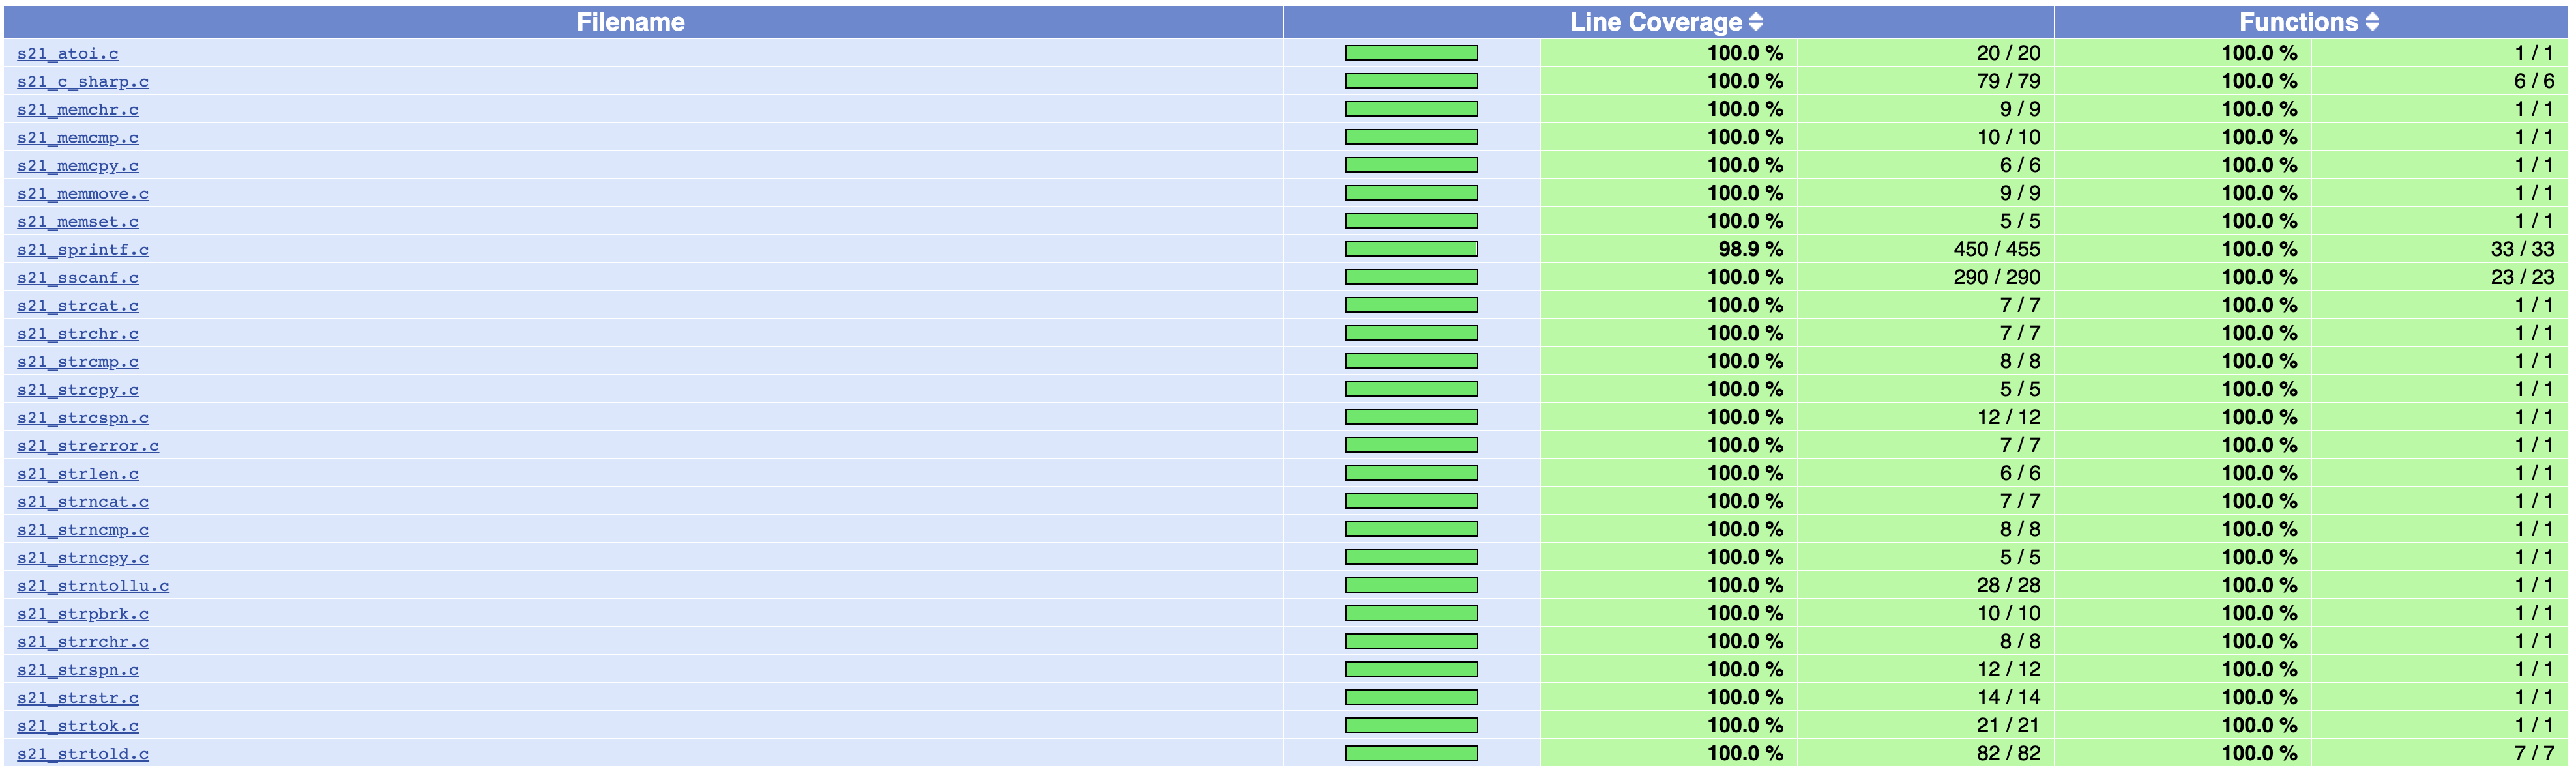 Filename Line Coverage Functions
s21_atoi.c 100.0 % 20 / 20 100.0 % 1 / 1
s21_c_sharp.c 100.0 % 79 / 79 100.0 % 6 / 6
s21_memchr.c 100.0 % 9 / 9 100.0 % 1 / 1
s21_memcmp.c 100.0 % 10 / 10 100.0 % 1 / 1
s21_memcpy.c 100.0 % 6 / 6 100.0 % 1 / 1
s21_memmove.c 100.0 % 9 / 9 100.0 % 1 / 1
s21_memset.c 100.0 % 5 / 5 100.0 % 1 / 1
s21_sprintf.c 98.9 % 450 / 455 100.0 % 33 / 33
s21_sscanf.c 100.0 % 290 / 290 100.0 % 23 / 23
s21_strcat.c 100.0 % 7 / 7 100.0 % 1 / 1
s21_strchr.c 100.0 % 7 / 7 100.0 % 1 / 1
s21_strcmp.c 100.0 % 8 / 8 100.0 % 1 / 1
s21_strcpy.c 100.0 % 5 / 5 100.0 % 1 / 1
s21_strcspn.c 100.0 % 12 / 12 100.0 % 1 / 1
s21_strerror.c 100.0 % 7 / 7 100.0 % 1 / 1
s21_strlen.c 100.0 % 6 / 6 100.0 % 1 / 1
s21_strncat.c 100.0 % 7 / 7 100.0 % 1 / 1
s21_strncmp.c 100.0 % 8 / 8 100.0 % 1 / 1
s21_strncpy.c 100.0 % 5 / 5 100.0 % 1 / 1
s21_strntollu.c 100.0 % 28 / 28 100.0 % 1 / 1
s21_strpbrk.c 100.0 % 10 / 10 100.0 % 1 / 1
s21_strrchr.c 100.0 % 8 / 8 100.0 % 1 / 1
s21_strspn.c 100.0 % 12 / 12 100.0 % 1 / 1
s21_strstr.c 100.0 % 14 / 14 100.0 % 1 / 1
s21_strtok.c 100.0 % 21 / 21 100.0 % 1 / 1
s21_strtold.c 100.0 % 82 / 82 100.0 % 7 / 7